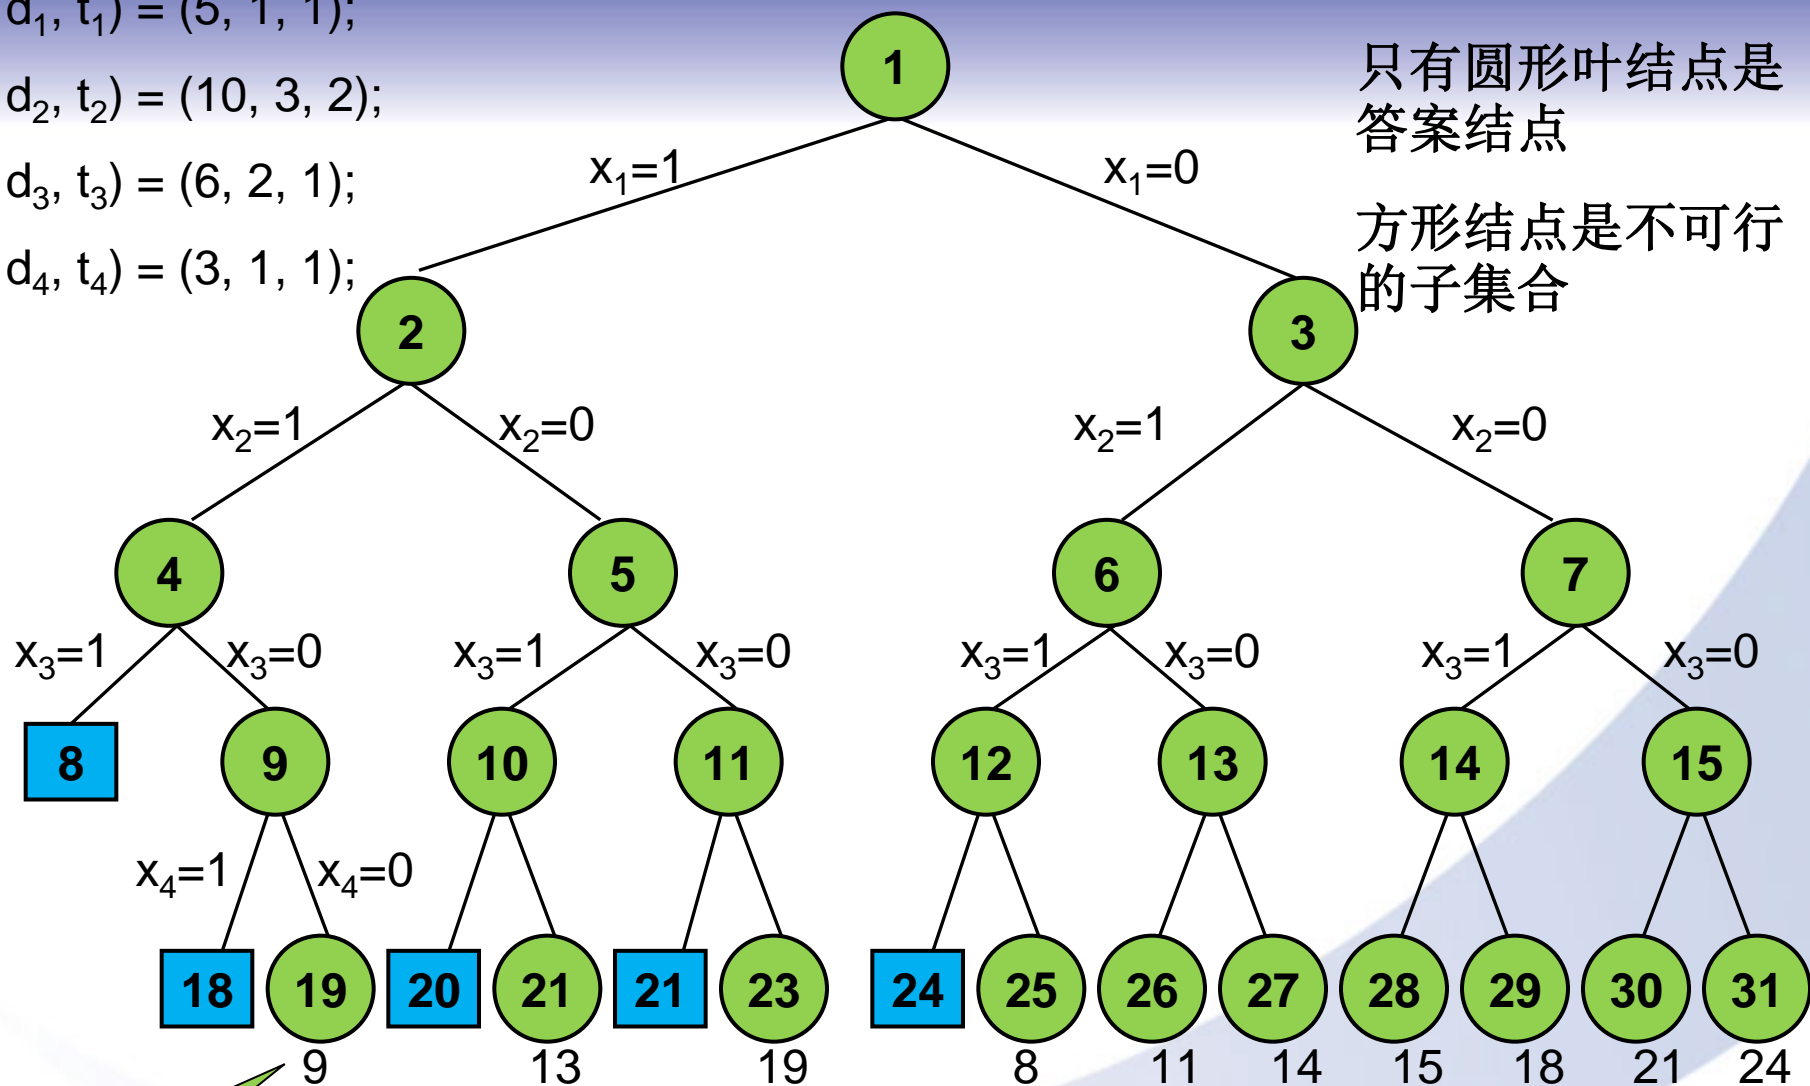 d₁, t₁) = (5, 1, 1);
d₂, t₂) = (10, 3, 2);
d₃, t₃) = (6, 2, 1);
d₄, t₄) = (3, 1, 1);
只有圆形叶结点是
答案结点
方形结点是不可行
的子集合
1
x₁=1 x₁=0
2 3
x₂=1 x₂=0 x₂=1 x₂=0
4 5 6 7
x₃=1 x₃=0 x₃=1 x₃=0 x₃=1 x₃=0 x₃=1 x₃=0
8 9 10 11 12 13 14 15
x₄=1 x₄=0
18 19 20 21 21 23 24 25 26 27 28 29 30 31
9 13 19 8 11 14 15 18 21 24